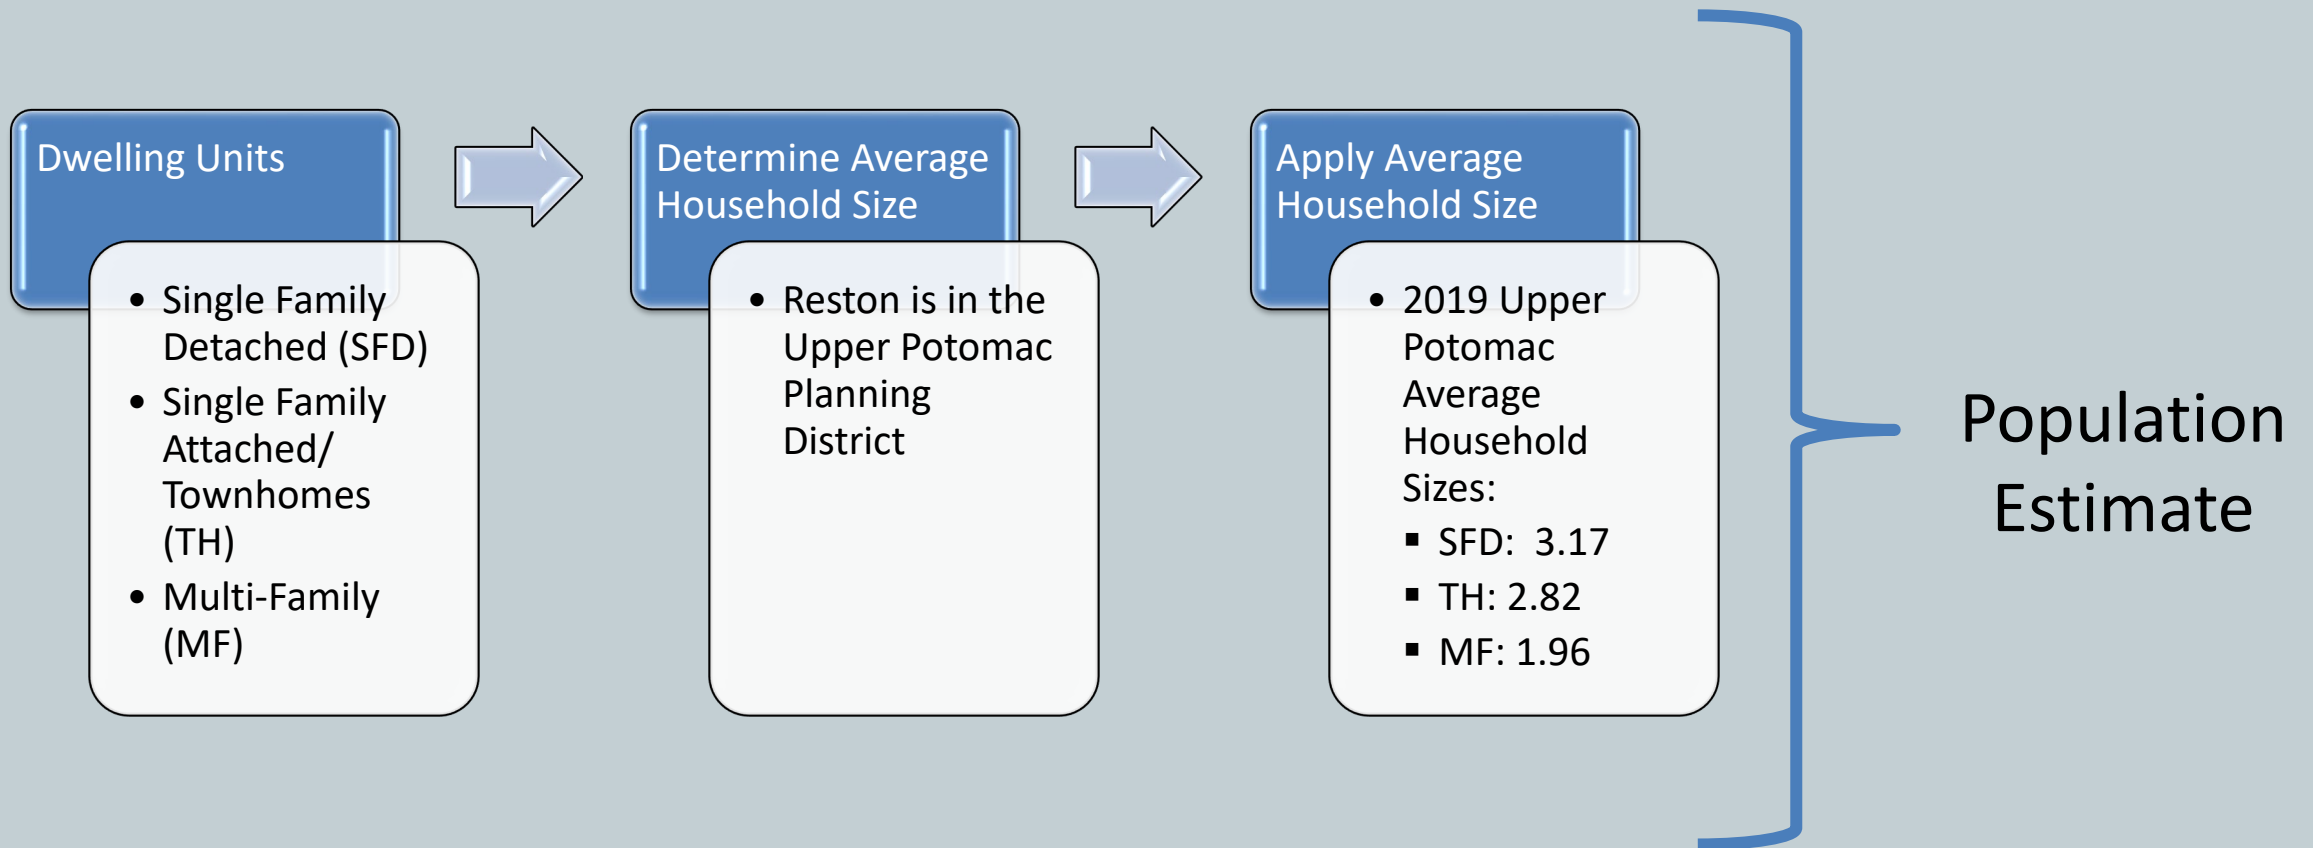 Dwelling Units
• Single Family
Detached (SFD)
• Single Family
Attached/
Townhomes
(TH)
• Multi-Family
(MF)
Determine Average
Household Size
• Reston is in the
Upper Potomac
Planning
District
Apply Average
Household Size
• 2019 Upper
Potomac
Average
Household
Sizes:
▪ SFD:  3.17
▪ TH: 2.82
▪ MF: 1.96
Population
Estimate